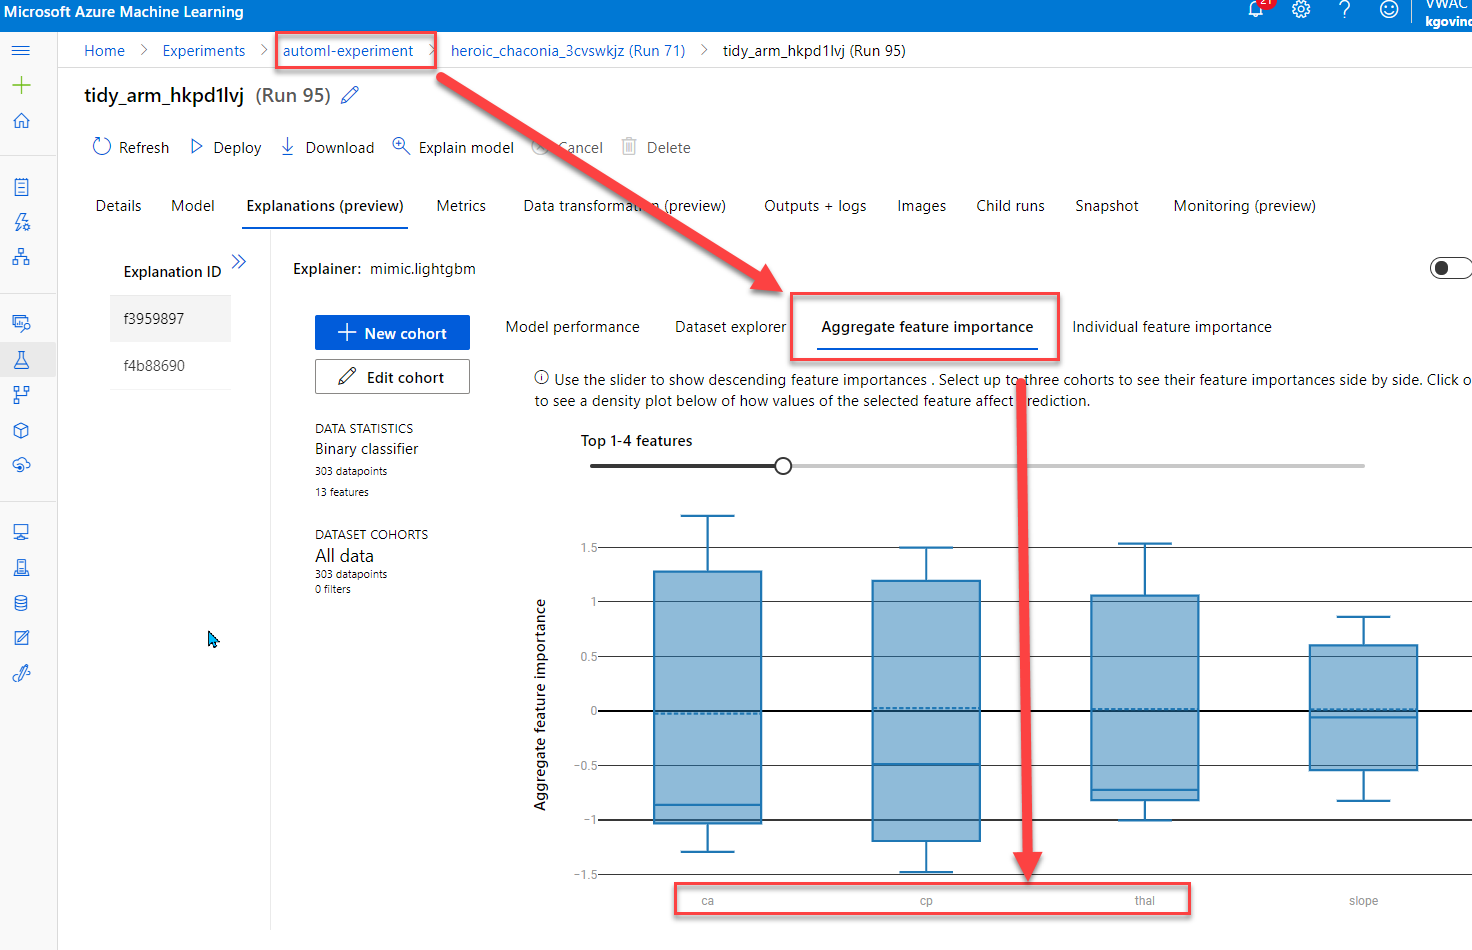 Microsoft Azure Machine Learning
21
VWAC
kgovind
Home > Experiments > automl-experiment > heroic_chaconia_3cvswkjz (Run 71) > tidy_arm_hkpd1lvj (Run 95)
tidy_arm_hkpd1lvj (Run 95)
Refresh Deploy Download Explain model Cancel Delete
Details Model Explanations (preview) Metrics Data transformation (preview) Outputs + logs Images Child runs Snapshot Monitoring (preview)
Explanation ID
f3959897
f4b88690
Explainer: mimic.lightgbm
New cohort
Edit cohort
DATA STATISTICS
Binary classifier
303 datapoints
13 features
DATASET COHORTS
All data
303 datapoints
0 filters
Model performance Dataset explorer Aggregate feature importance Individual feature importance
Use the slider to show descending feature importances . Select up to three cohorts to see their feature importances side by side. Click o
to see a density plot below of how values of the selected feature affect prediction.
Top 1-4 features
Aggregate feature importance
1.5
1
0.5
0
−0.5
−1
−1.5
ca cp thal slope